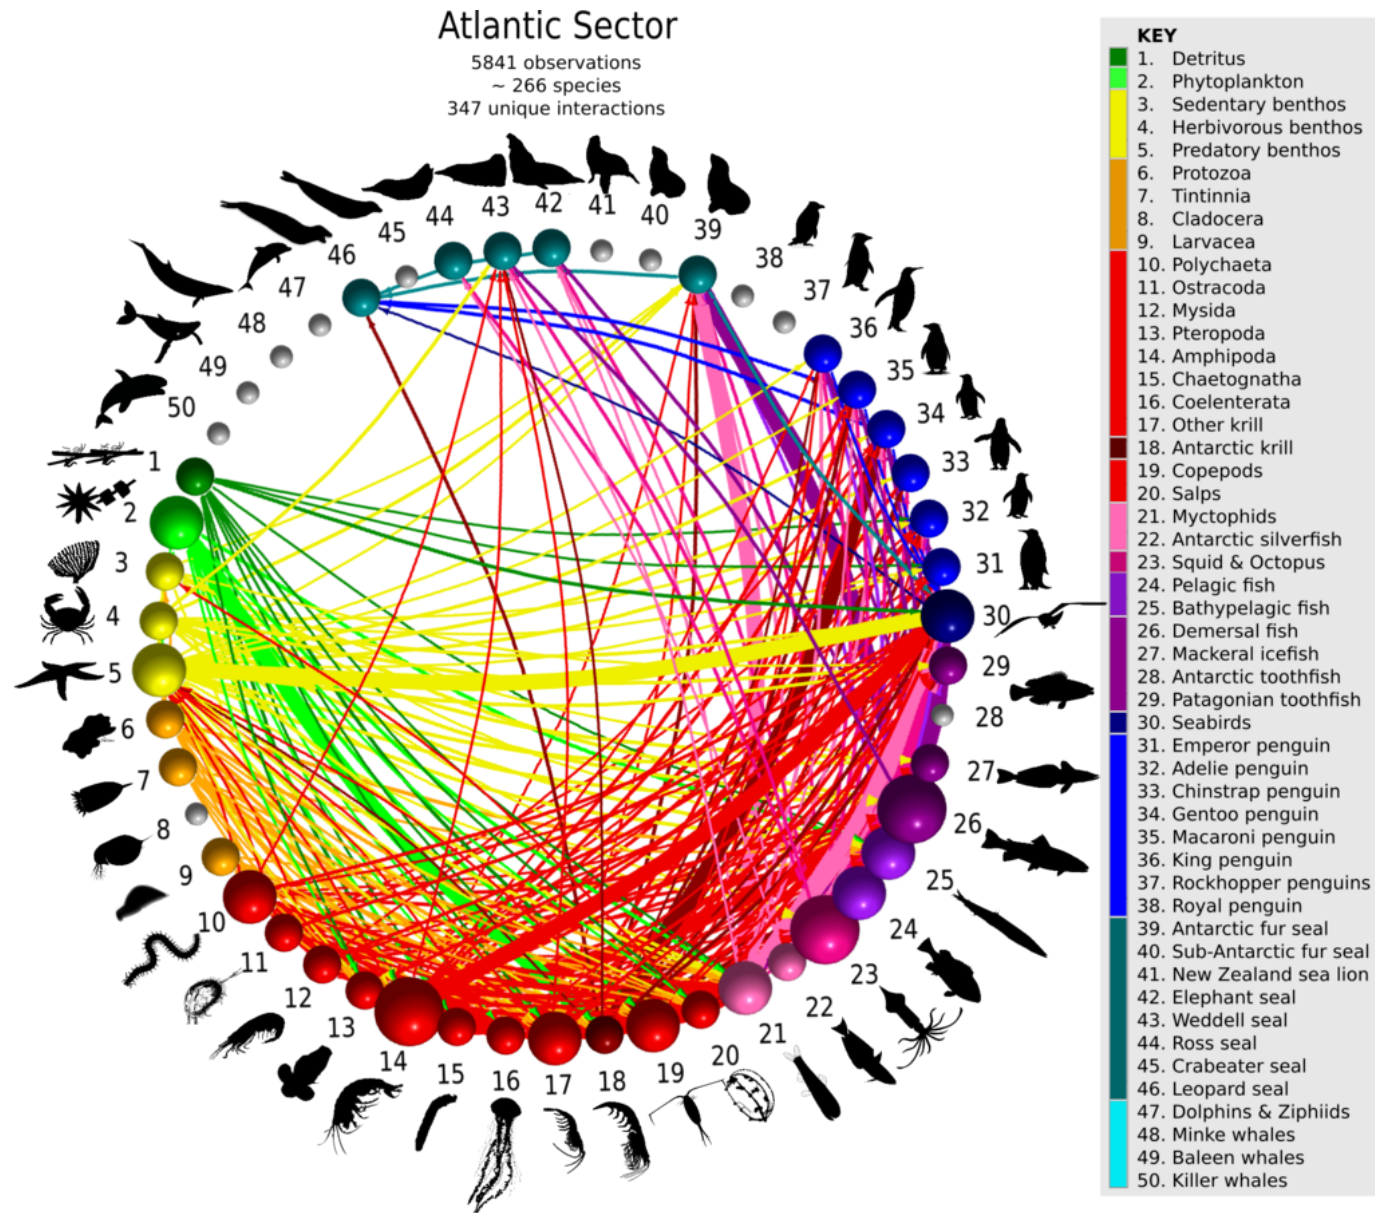 Atlantic Sector
5841 observations
~ 266 species
347 unique interactions
KEY
1. Detritus
2. Phytoplankton
3. Sedentary benthos
4. Herbivorous benthos
5. Predatory benthos
6. Protozoa
7. Tintinnia
8. Cladocera
9. Larvacea
10. Polychaeta
11. Ostracoda
12. Mysida
13. Pteropoda
14. Amphipoda
15. Chaetognatha
16. Coelenterata
17. Other krill
18. Antarctic krill
19. Copepods
20. Salps
21. Myctophids
22. Antarctic silverfish
23. Squid & Octopus
24. Pelagic fish
25. Bathypelagic fish
26. Demersal fish
27. Mackeral icefish
28. Antarctic toothfish
29. Patagonian toothfish
30. Seabirds
31. Emperor penguin
32. Adelie penguin
33. Chinstrap penguin
34. Gentoo penguin
35. Macaroni penguin
36. King penguin
37. Rockhopper penguins
38. Royal penguin
39. Antarctic fur seal
40. Sub-Antarctic fur seal
41. New Zealand sea lion
42. Elephant seal
43. Weddell seal
44. Ross seal
45. Crabeater seal
46. Leopard seal
47. Dolphins & Ziphiids
48. Minke whales
49. Baleen whales
50. Killer whales
1
2
3
4
5
6
7
8
9
10
11
12
13
14
15
16
17
18
19
20
21
22
23
24
25
26
27
28
29
30
31
32
33
34
35
36
37
38
39
40
41
42
43
44
45
46
47
48
49
50